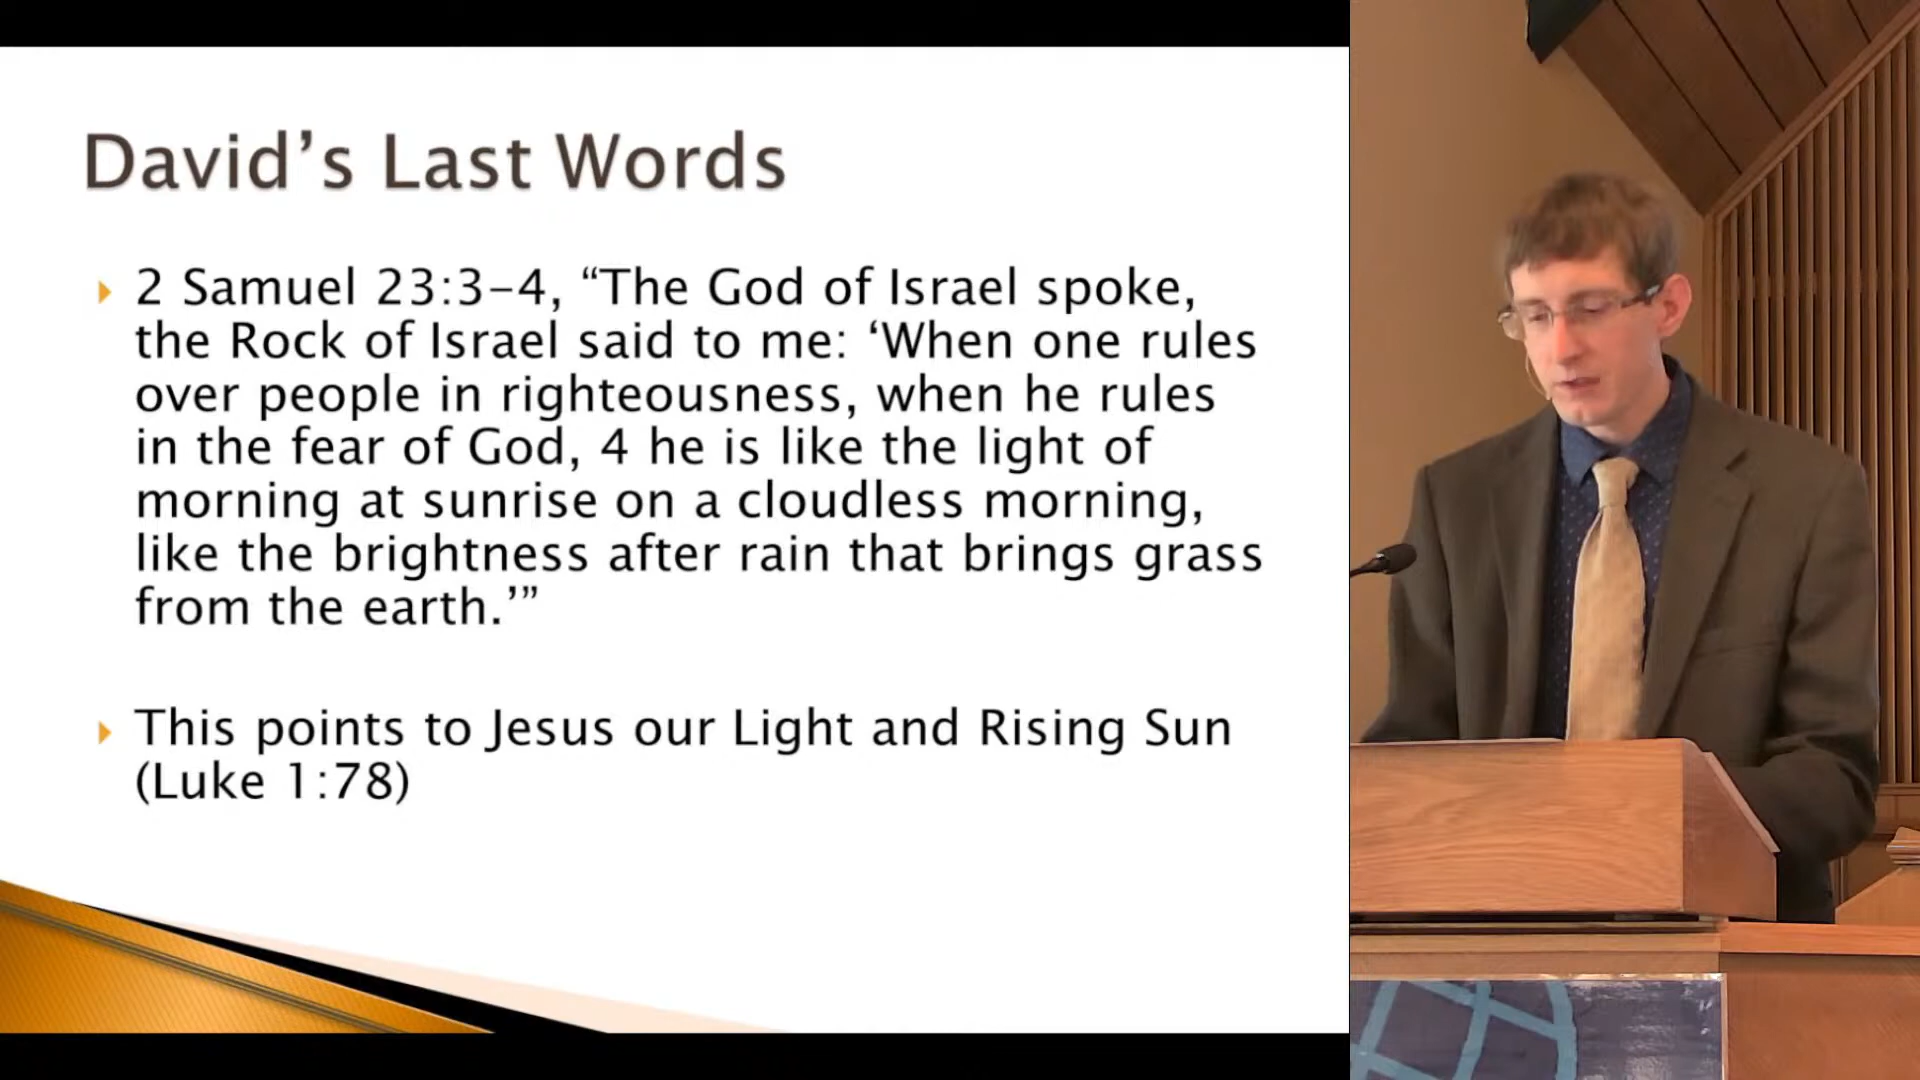 David’s Last Words
2 Samuel 23:3-4, “The God of Israel spoke,
the Rock of Israel said to me: ‘When one rules
over people in righteousness, when he rules
in the fear of God, 4 he is like the light of
morning at sunrise on a cloudless morning,
like the brightness after rain that brings grass
from the earth.’”
This points to Jesus our Light and Rising Sun
(Luke 1:78)